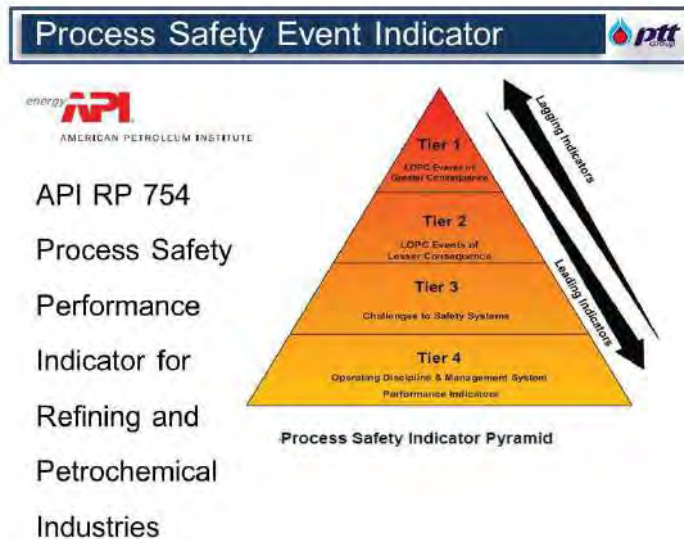 Process Safety Event Indicator
ptt
Group
energy API
AMERICAN PETROLEUM INSTITUTE
API RP 754
Process Safety
Performance
Indicator for
Refining and
Petrochemical
Industries
Tier 1
LOPC Events of
Greater Consequence
Tier 2
LOPC Events of
Lesser Consequence
Tier 3
Challenges to Safety Systems
Tier 4
Operating Discipline & Management System
Performance Indicators
Lagging Indicators
Leading Indicators
Process Safety Indicator Pyramid